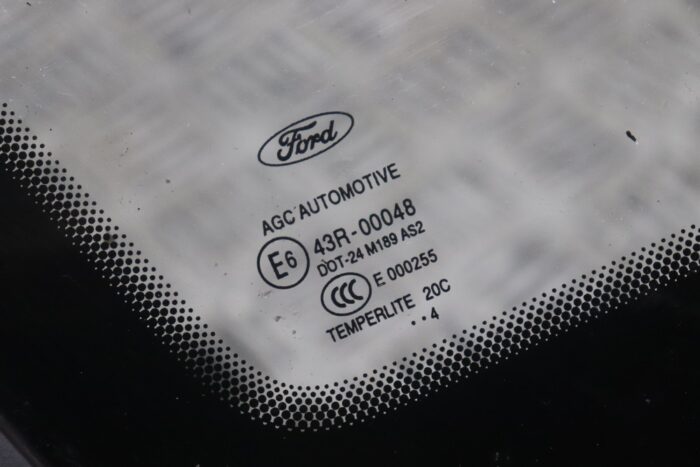 Ford
AGC AUTOMOTIVE
E6 43R-00048
DOT-24 M189 AS2
CCC E 000255
TEMPERLITE 20C
. . 4